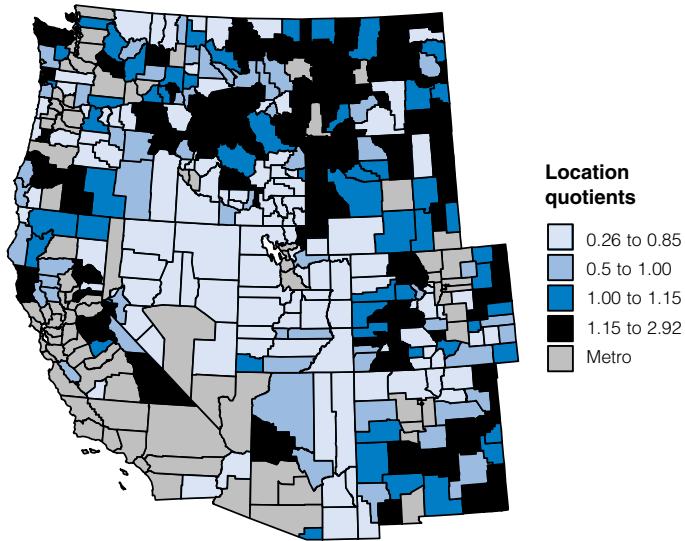 Location
quotients
0.26 to 0.85
0.5 to 1.00
1.00 to 1.15
1.15 to 2.92
Metro